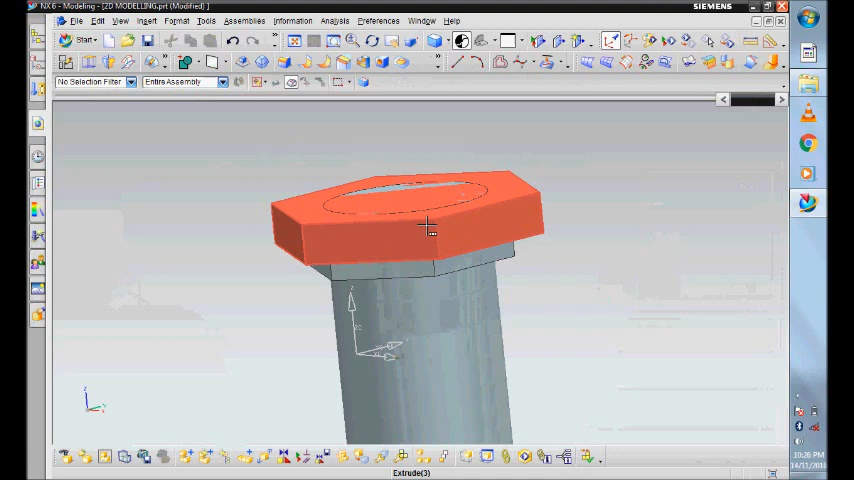 NX 6 - Modeling - [2D MODELLING.prt (Modified) ]
SIEMENS
File Edit View Insert Format Tools Assemblies Information Analysis Preferences Window Help
Start
No Selection Filter Entire Assembly
Z
Z
Y
X
10:26 PM
Extrude(3)